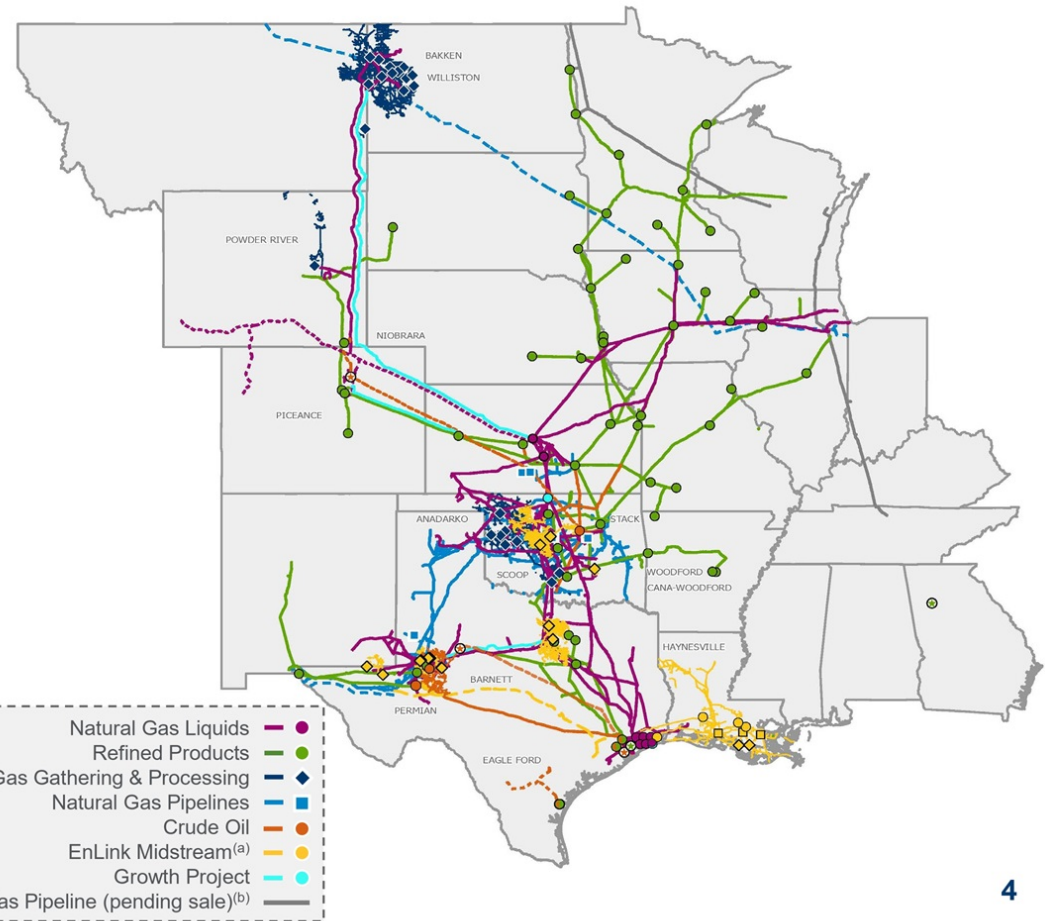 BAKKEN
WILLISTON
POWDER RIVER
NIOBRARA
PICEANCE
ANADARKO
STACK
SCOOP
WOODFORD
CANA-WOODFORD
HAYNESVILLE
BARNETT
PERMIAN
EAGLE FORD
Natural Gas Liquids
Refined Products
Gas Gathering & Processing
Natural Gas Pipelines
Crude Oil
EnLink Midstream(a)
Growth Project
Pipeline (pending sale)(b)
4